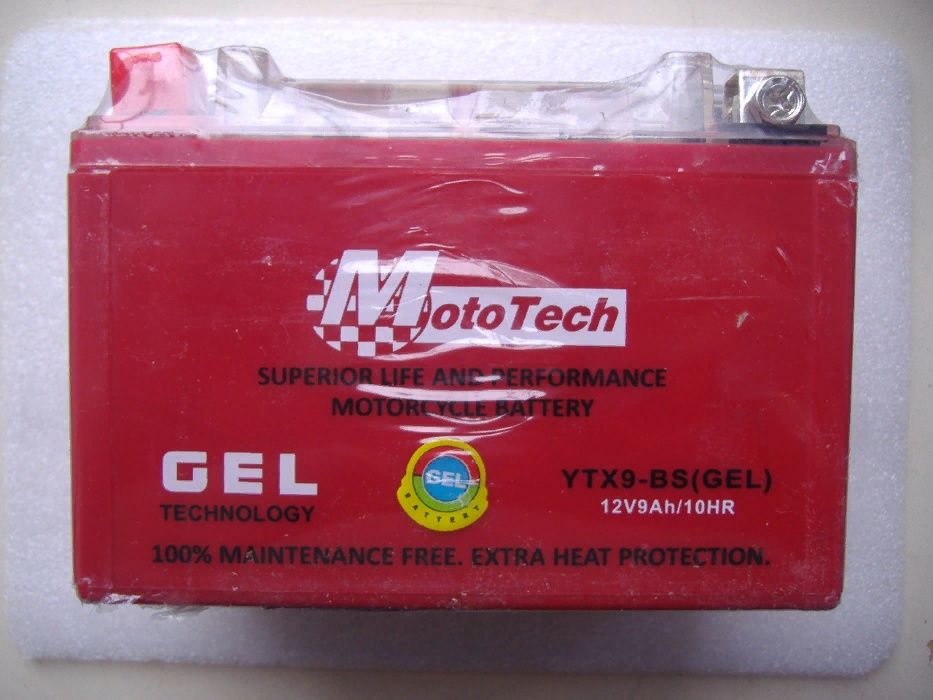 MotoTech
SUPERIOR LIFE AND PERFORMANCE
MOTORCYCLE BATTERY
GEL
TECHNOLOGY
GEL
BATTERY
YTX9-BS(GEL)
12V9Ah/10HR
100% MAINTENANCE FREE. EXTRA HEAT PROTECTION.